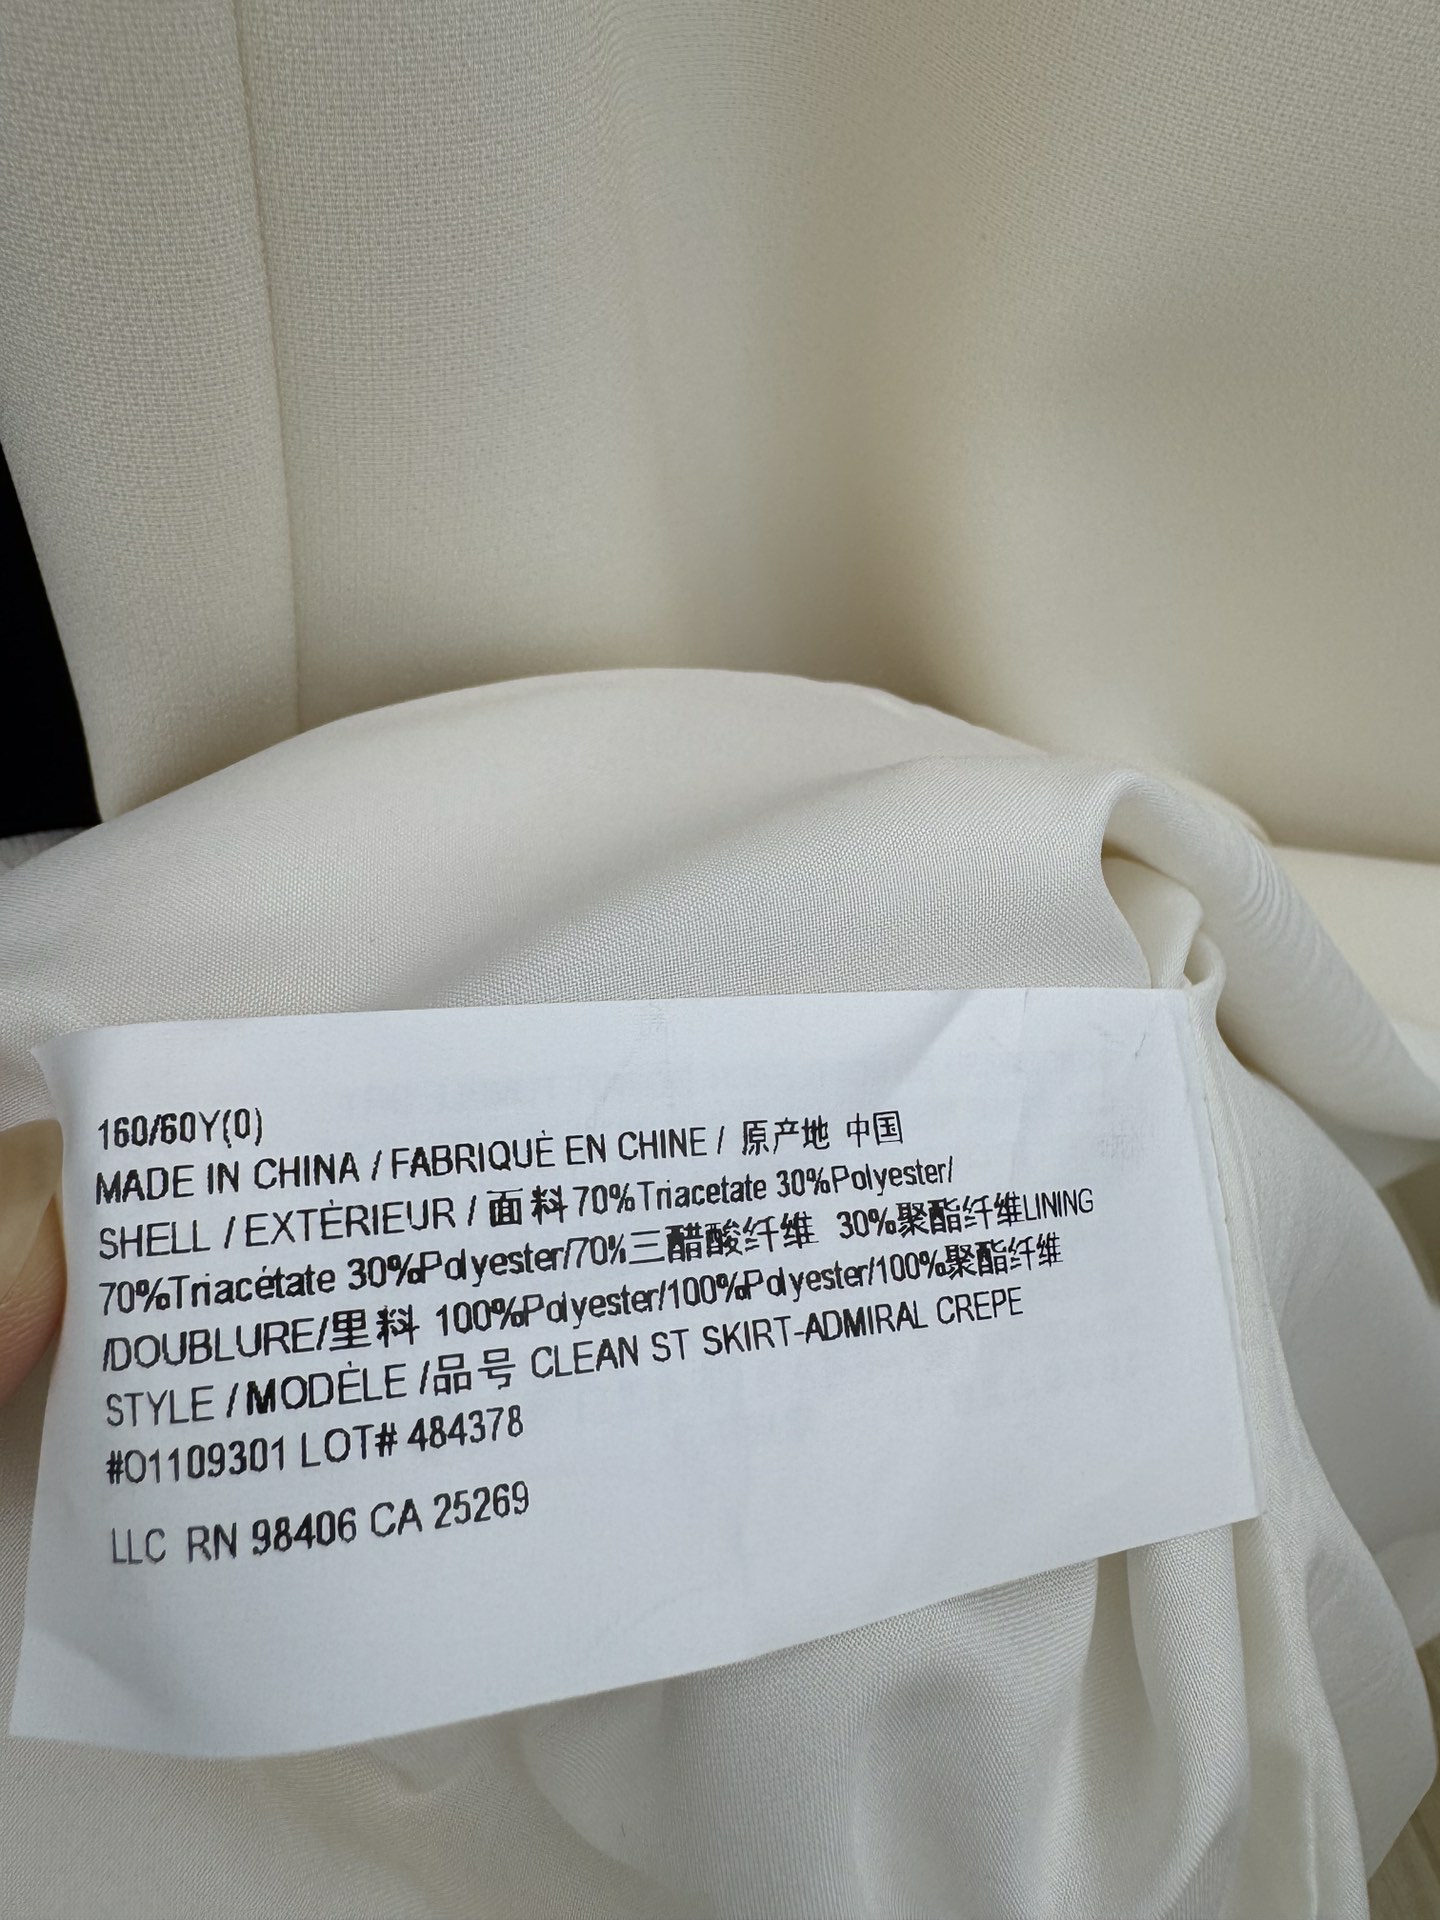 160/60Y(0)
MADE IN CHINA / FABRIQUÈ EN CHINE / 原产地 中国
SHELL / EXTÈRIEUR / 面料 70%Triacetate 30%Polyester/
70%Triacétate 30%Polyester/70%三醋酸纤维 30%聚酯纤维LINING
/DOUBLURE/里料 100%Polyester/100%Polyester/100%聚酯纤维
STYLE / MODÈLE /品号 CLEAN ST SKIRT-ADMIRAL CREPE
#O1109301 LOT# 484378
LLC RN 98406 CA 25269